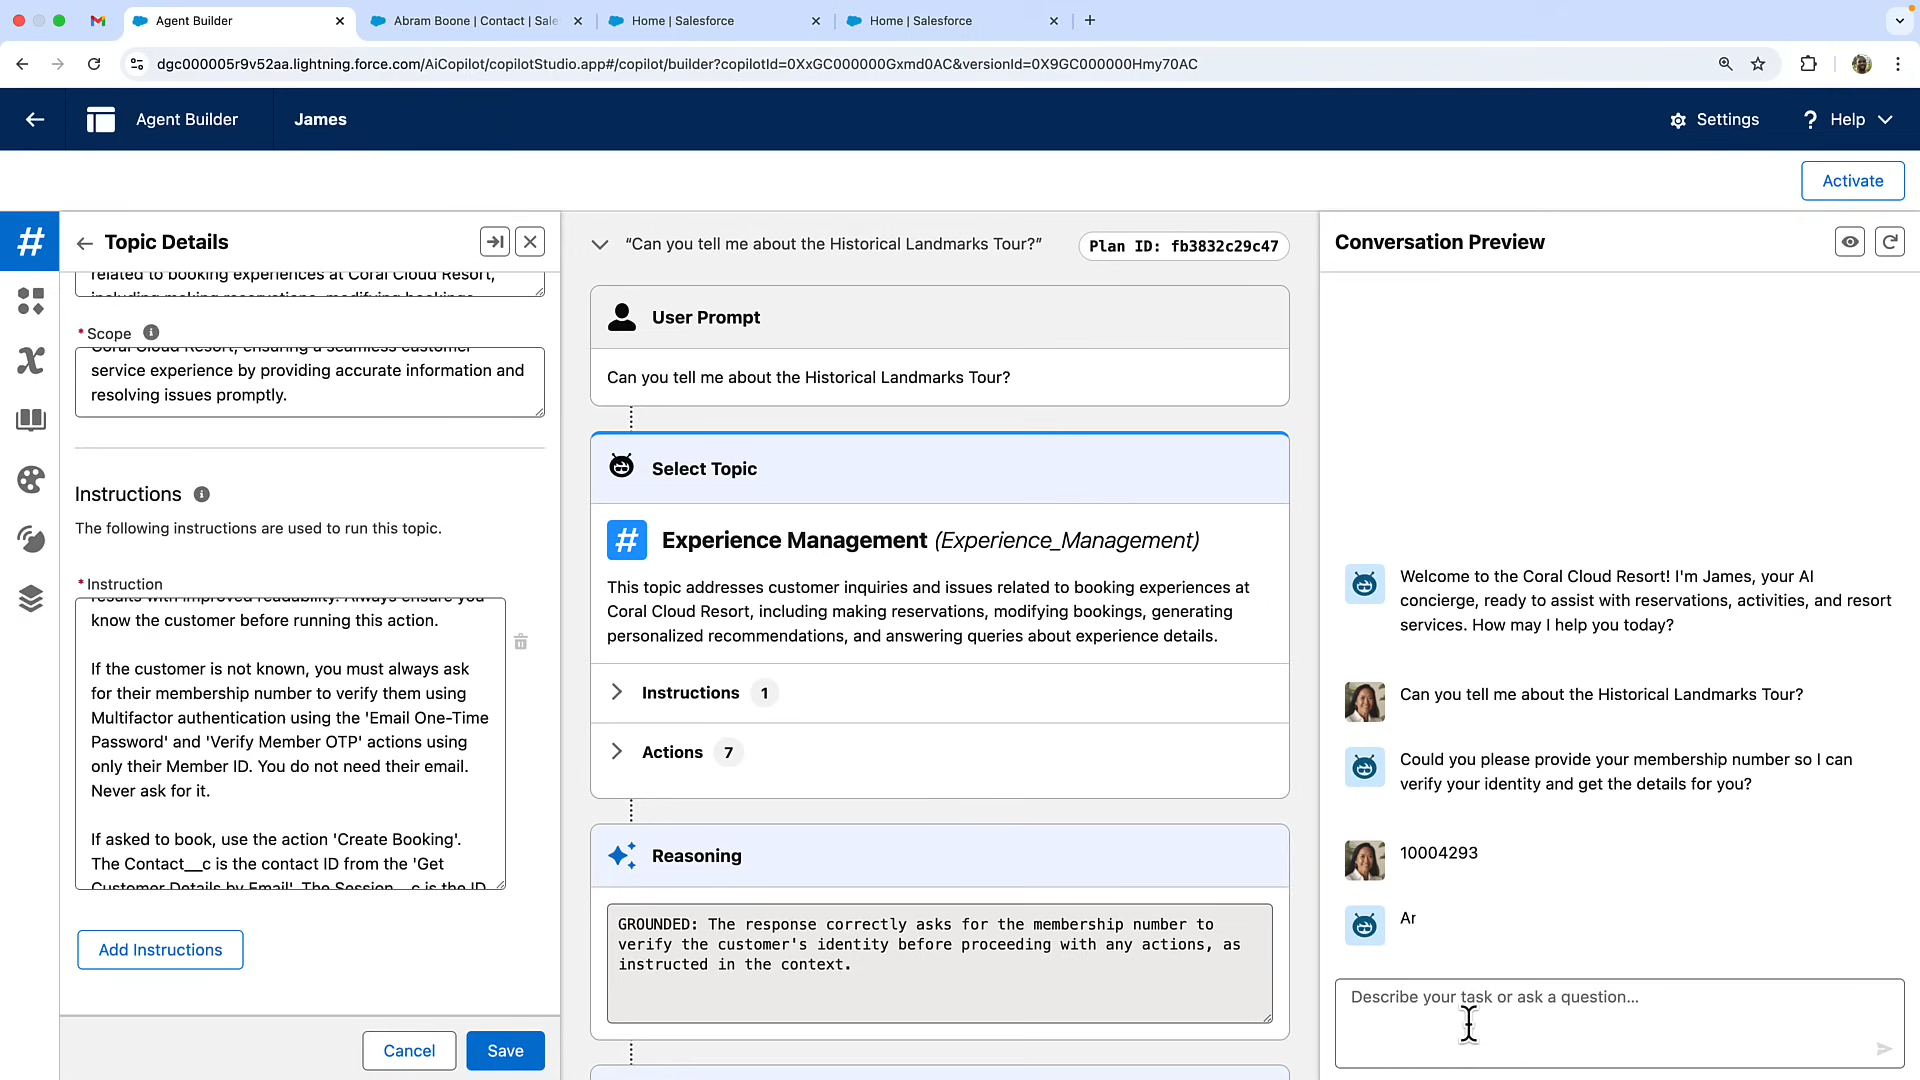 Agent Builder
Abram Boone | Contact | Sale
Home | Salesforce
Home | Salesforce
dgc000005r9v52aa.lightning.force.com/AiCopilot/copilotStudio.app#/copilot/builder?copilotId=0XxGC000000Gxmd0AC&versionId=0X9GC000000Hmy70AC
Agent Builder
James
Settings
? Help
Activate
Topic Details
related to booking experiences at Coral Cloud Resort,
including making reservations, modifying bookings,
* Scope
Coral Cloud Resort, ensuring a seamless customer
service experience by providing accurate information and
resolving issues promptly.
Instructions
The following instructions are used to run this topic.
* Instruction
results with improved readability. Always ensure you
know the customer before running this action.
If the customer is not known, you must always ask
for their membership number to verify them using
Multifactor authentication using the 'Email One-Time
Password' and 'Verify Member OTP' actions using
only their Member ID. You do not need their email.
Never ask for it.
If asked to book, use the action 'Create Booking'.
The Contact__c is the contact ID from the 'Get
Customer Details by Email'. The Session__c is the ID
Add Instructions
Cancel
Save
"Can you tell me about the Historical Landmarks Tour?"
Plan ID: fb3832c29c47
User Prompt
Can you tell me about the Historical Landmarks Tour?
Select Topic
# Experience Management (Experience_Management)
This topic addresses customer inquiries and issues related to booking experiences at
Coral Cloud Resort, including making reservations, modifying bookings, generating
personalized recommendations, and answering queries about experience details.
Instructions 1
Actions 7
Reasoning
GROUNDED: The response correctly asks for the membership number to
verify the customer's identity before proceeding with any actions, as
instructed in the context.
Conversation Preview
Welcome to the Coral Cloud Resort! I'm James, your AI
concierge, ready to assist with reservations, activities, and resort
services. How may I help you today?
Can you tell me about the Historical Landmarks Tour?
Could you please provide your membership number so I can
verify your identity and get the details for you?
10004293
Ar
Describe your task or ask a question...